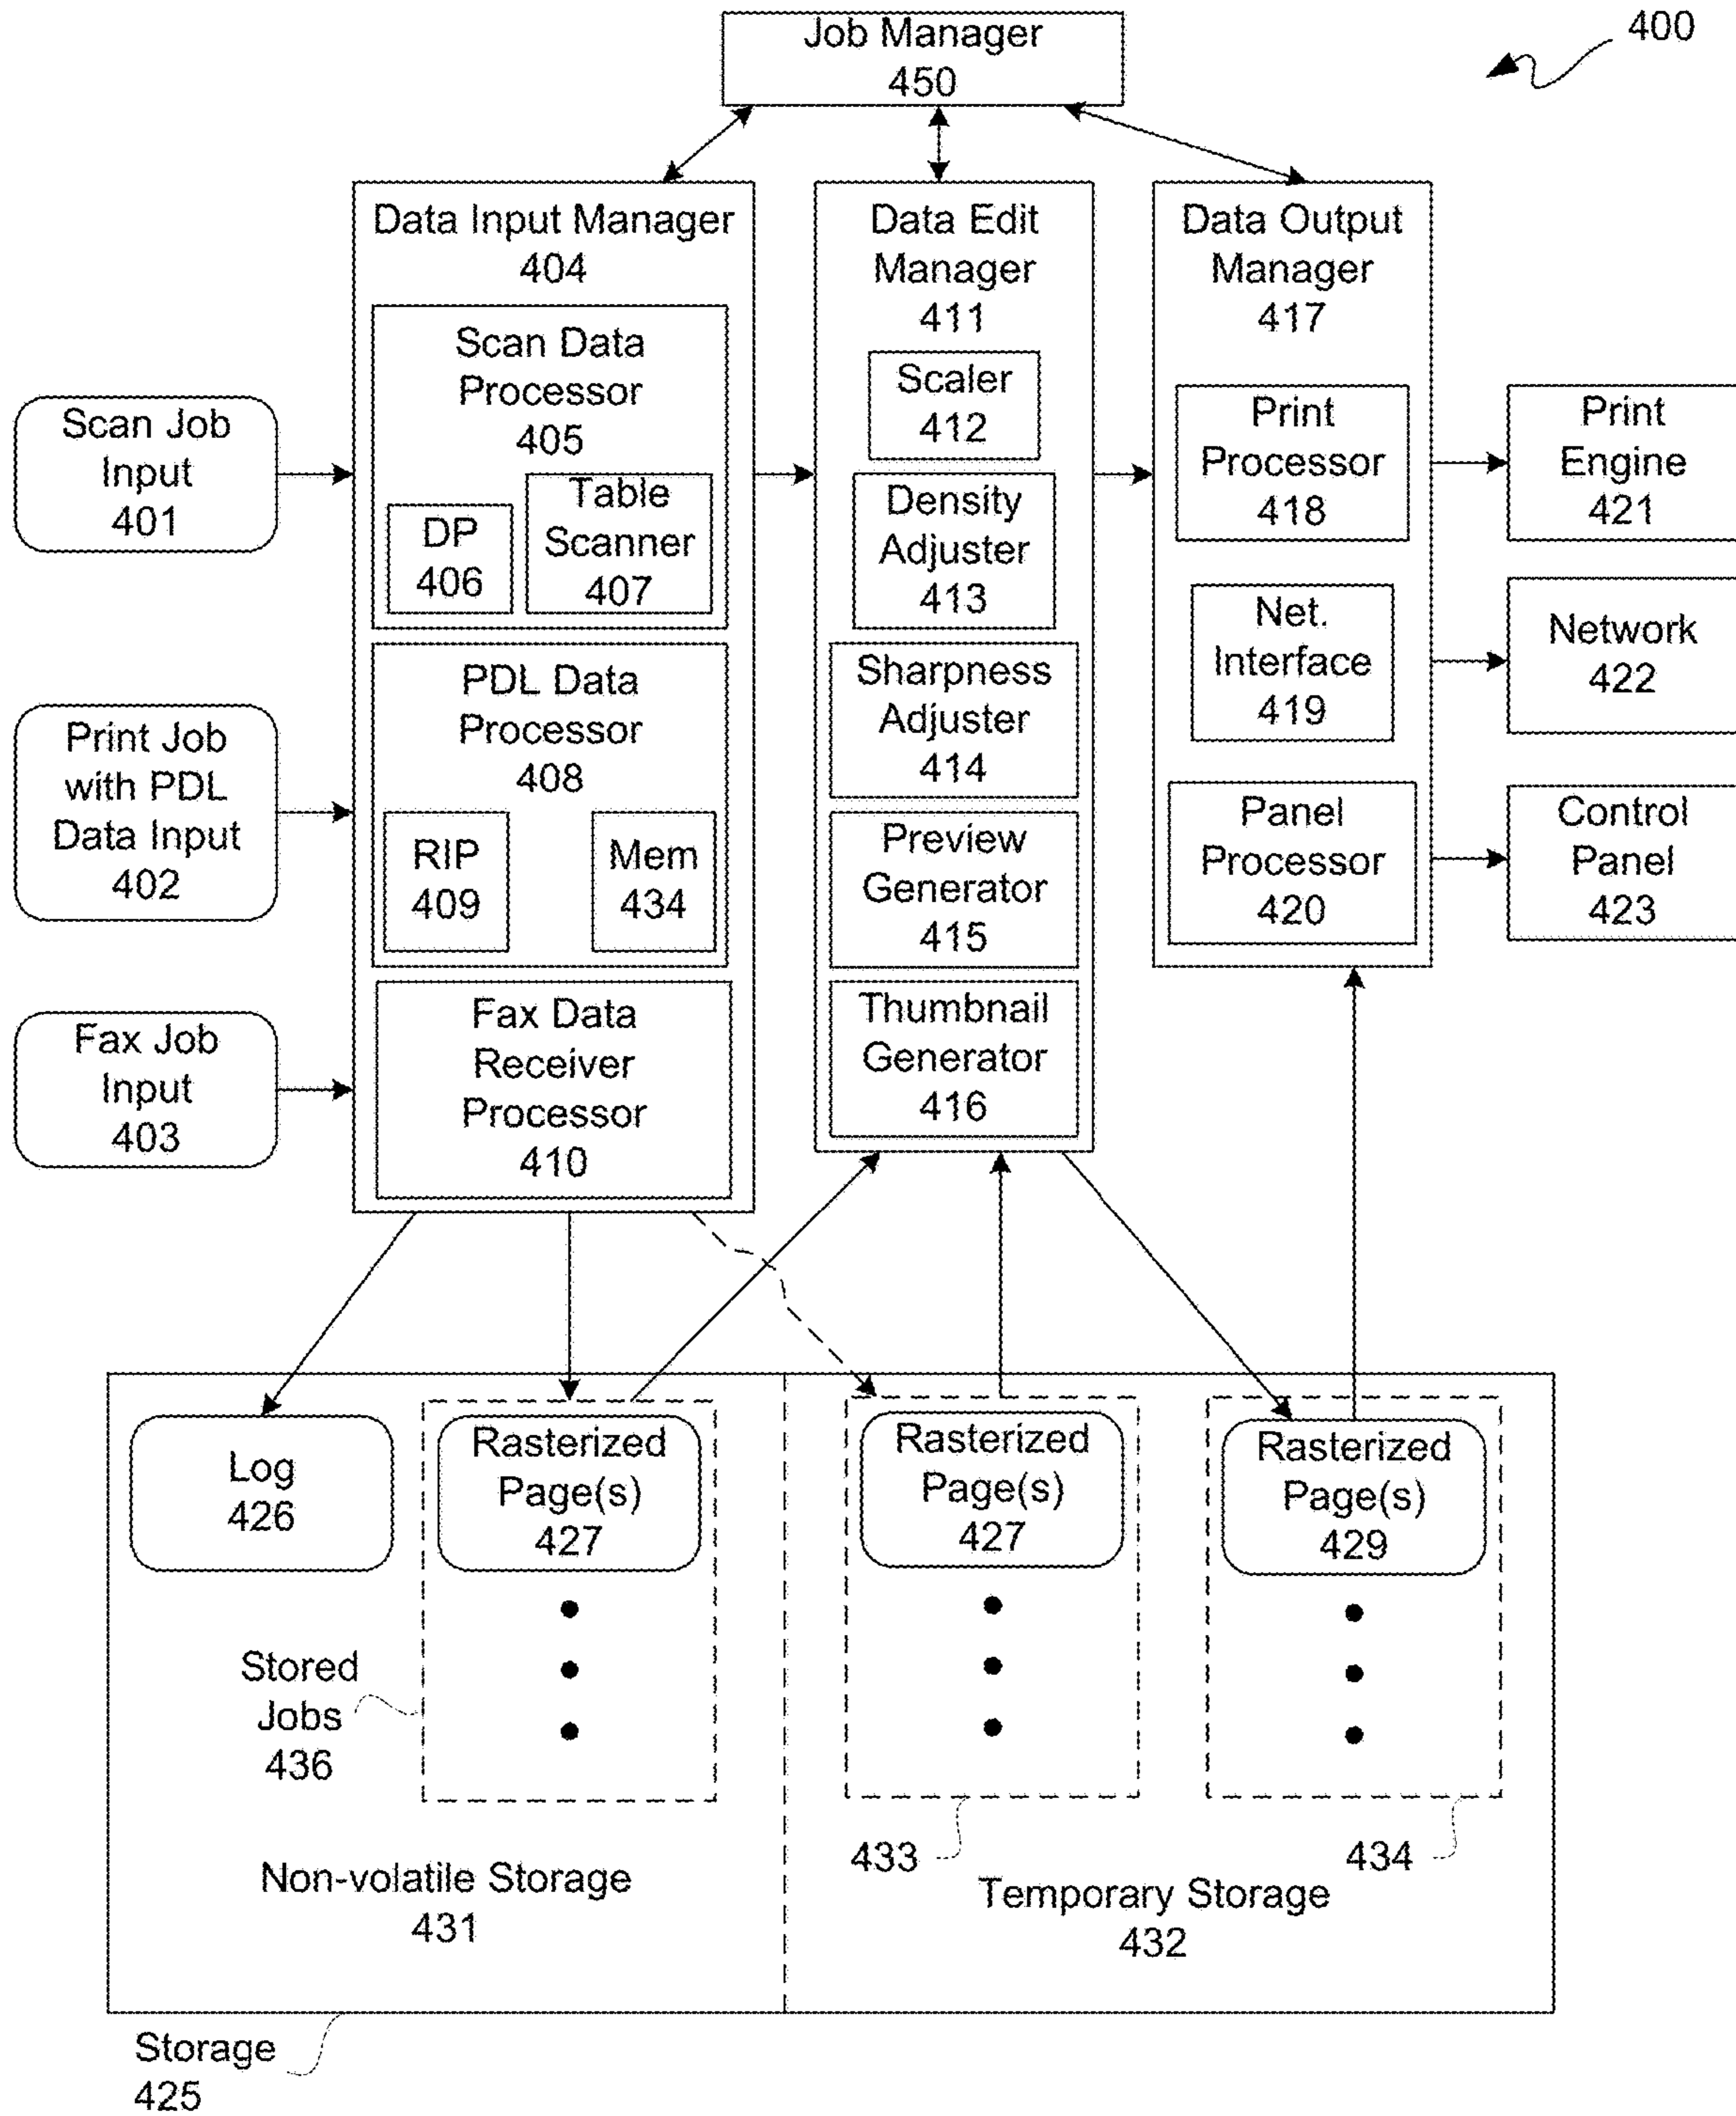 Job Manager
450
400
Data Input Manager
404
Scan Data
Processor
405
DP
406
Table
Scanner
407
PDL Data
Processor
408
RIP
409
Mem
434
Fax Data
Receiver
Processor
410
Scan Job
Input
401
Print Job
with PDL
Data Input
402
Fax Job
Input
403
Data Edit
Manager
411
Scaler
412
Density
Adjuster
413
Sharpness
Adjuster
414
Preview
Generator
415
Thumbnail
Generator
416
Data Output
Manager
417
Print
Processor
418
Net.
Interface
419
Panel
Processor
420
Print
Engine
421
Network
422
Control
Panel
423
Log
426
Rasterized
Page(s)
427
Rasterized
Page(s)
427
Rasterized
Page(s)
429
Stored
Jobs
436
433
434
Non-volatile Storage
431
Temporary Storage
432
Storage
425